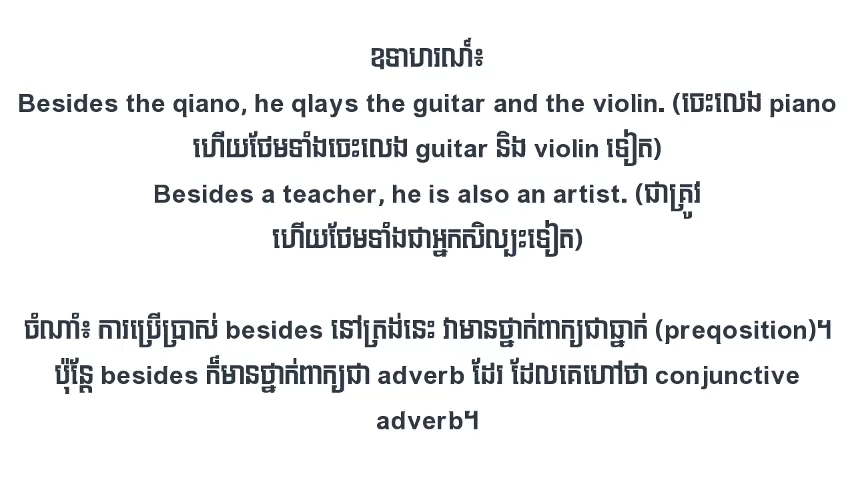 ឧទាហរណ៍៖
Besides the qiano, he qlays the guitar and the violin. (ចេះលេង piano
ហើយថែមទាំងចេះលេង guitar និង violin ទៀត)
Besides a teacher, he is also an artist. (ជាគ្រូវ
ហើយថែមទាំងជាអ្នកសិល្បះទៀត)
ចំណាំ៖ ការប្រើប្រាស់ besides នៅត្រង់នេះ វាមានថ្នាក់ពាក្យជាធ្នាក់ (preqosition)។
ប៉ុន្តែ besides ក៏មានថ្នាក់ពាក្យជា adverb ដែរ ដែលគេហៅថា conjunctive
adverb។